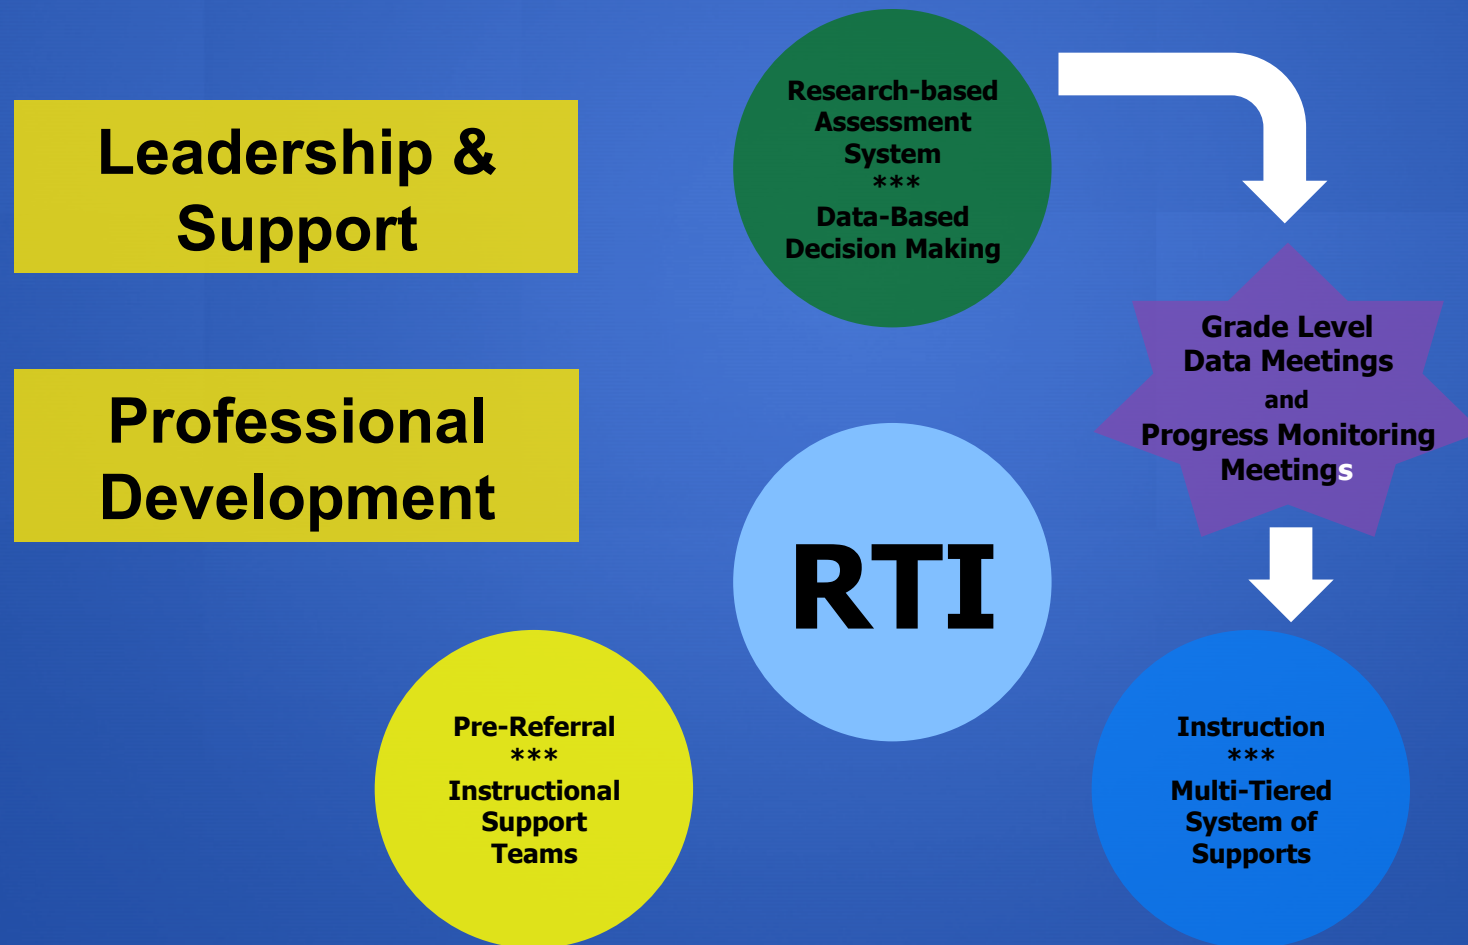 Leadership &
Support
Professional
Development
Research-based
Assessment
System
***
Data-Based
Decision Making
Grade Level
Data Meetings
and
Progress Monitoring
Meetings
RTI
Pre-Referral
***
Instructional
Support
Teams
Instruction
***
Multi-Tiered
System of
Supports